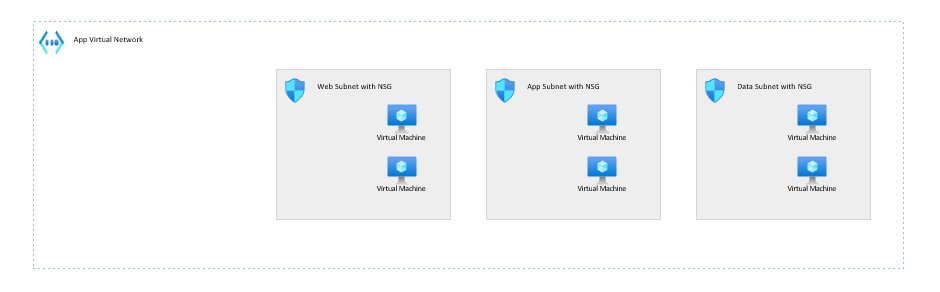 App Virtual Network
Web Subnet with NSG
App Subnet with NSG
Data Subnet with NSG
Virtual Machine
Virtual Machine
Virtual Machine
Virtual Machine
Virtual Machine
Virtual Machine